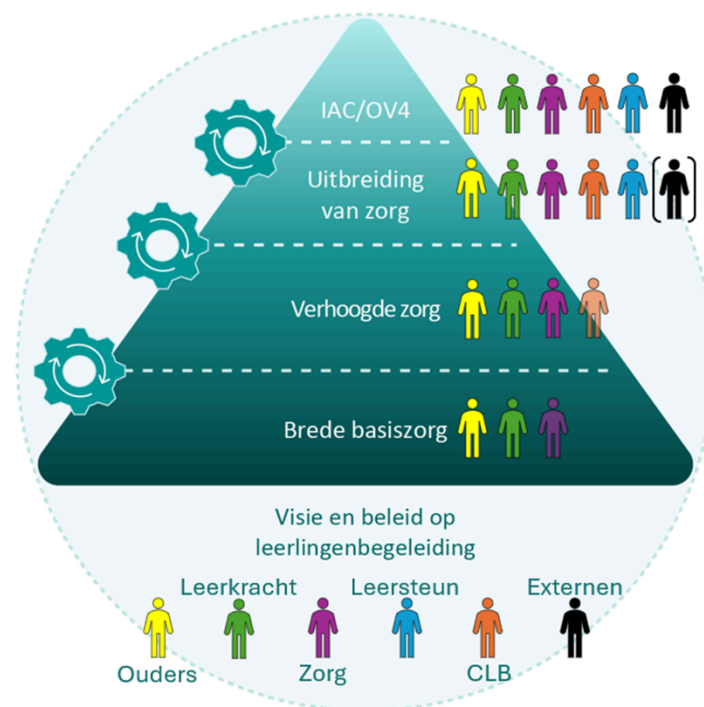 IAC/OV4
Uitbreiding
van zorg
Verhoogde zorg
Brede basiszorg
Visie en beleid op
leerlingenbegeleiding
Leerkracht Leersteun Externen
Ouders Zorg CLB